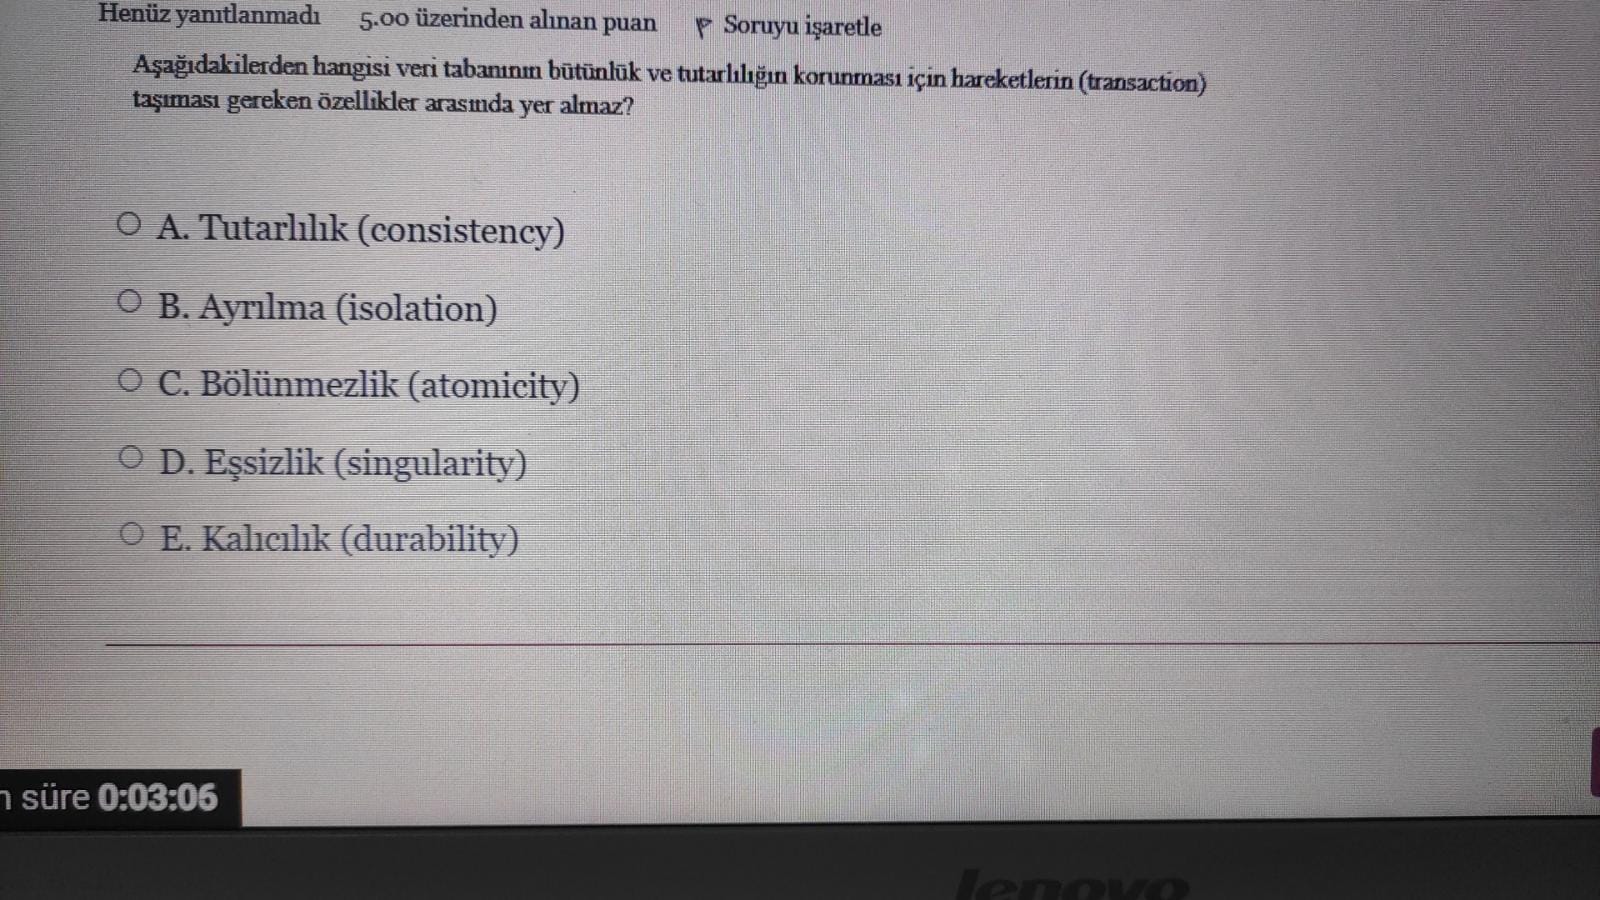 Henüz yanıtlanmadı 5.00 üzerinden alınan puan Soruyu işaretle
Aşağıdakilerden hangisi veri tabanının bütünlük ve tutarlılığın korunması için hareketlerin (transaction)
taşıması gereken özellikler arasında yer almaz?
A. Tutarlılık (consistency)
B. Ayrılma (isolation)
C. Bölünmezlik (atomicity)
D. Eşsizlik (singularity)
E. Kalıcılık (durability)
n süre 0:03:06
lenovo